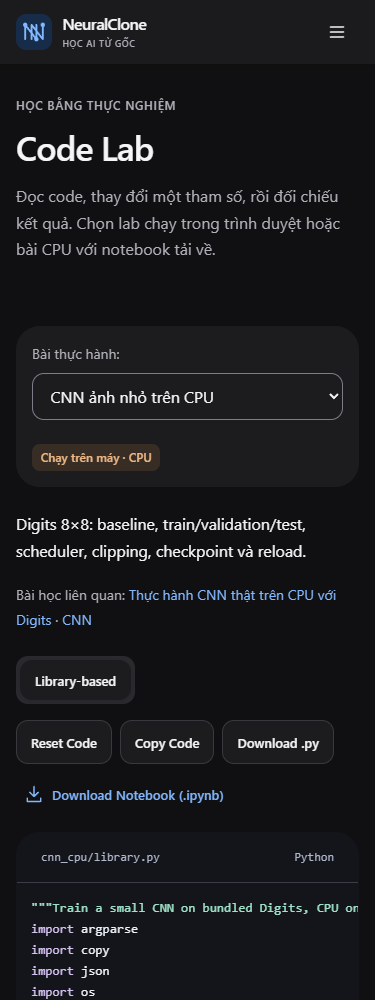 NeuralClone
HỌC AI TỪ GỐC
HỌC BẰNG THỰC NGHIỆM
Code Lab
Đọc code, thay đổi một tham số, rồi đối chiếu
kết quả. Chọn lab chạy trong trình duyệt hoặc
bài CPU với notebook tải về.
Bài thực hành:
CNN ảnh nhỏ trên CPU
Chạy trên máy · CPU
Digits 8×8: baseline, train/validation/test,
scheduler, clipping, checkpoint và reload.
Bài học liên quan: Thực hành CNN thật trên CPU với
Digits · CNN
Library-based
Reset Code Copy Code Download .py
Download Notebook (.ipynb)
cnn_cpu/library.py Python
"""Train a small CNN on bundled Digits, CPU on
import argparse
import copy
import json
import os